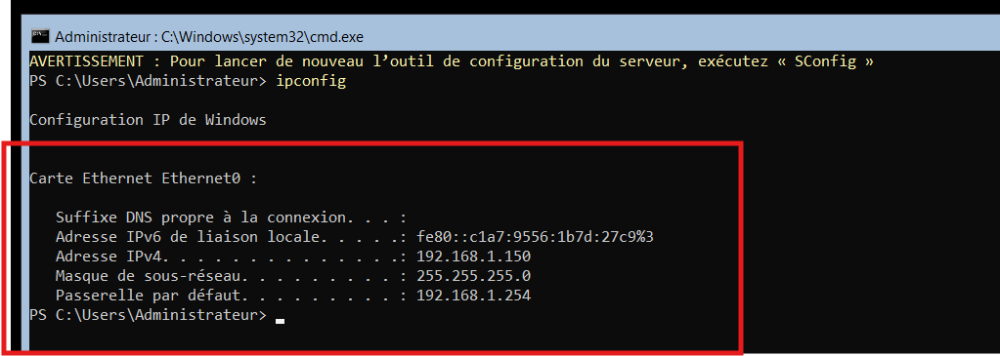 Administrateur : C:\Windows\system32\cmd.exe
AVERTISSEMENT : Pour lancer de nouveau l’outil de configuration du serveur, exécutez « SConfig »
PS C:\Users\Administrateur> ipconfig
Configuration IP de Windows
Carte Ethernet Ethernet0 :
Suffixe DNS propre à la connexion. . . :
Adresse IPv6 de liaison locale. . . . .: fe80::c1a7:9556:1b7d:27c9%3
Adresse IPv4. . . . . . . . . . . . . .: 192.168.1.150
Masque de sous-réseau. . . . . . . . . : 255.255.255.0
Passerelle par défaut. . . . . . . . . : 192.168.1.254
PS C:\Users\Administrateur>